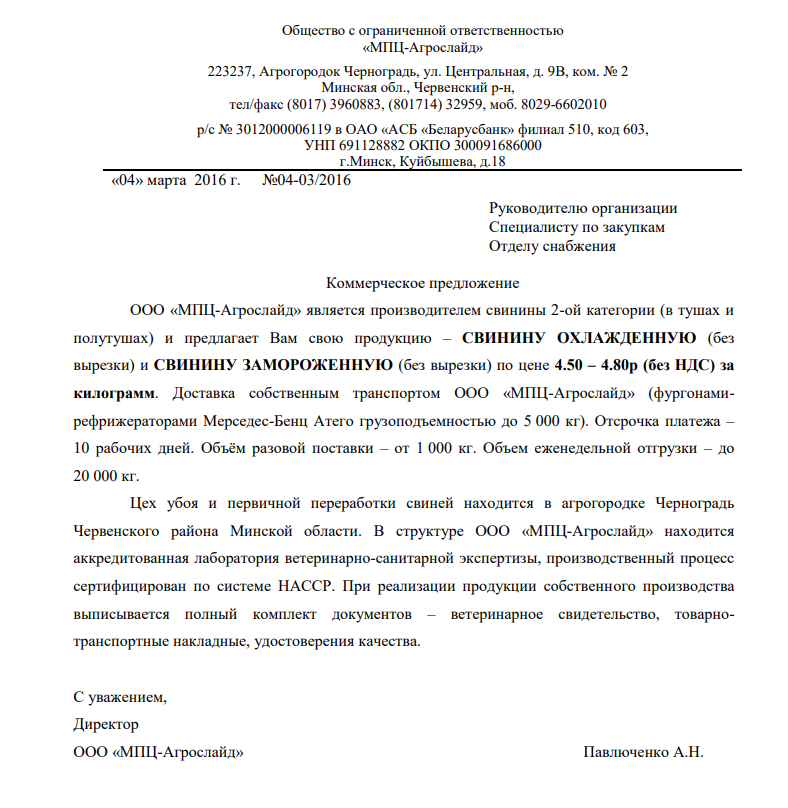 Общество с ограниченной ответственностью
«МПЦ-Агрослайд»
223237, Агрогородок Черноградь, ул. Центральная, д. 9В, ком. № 2
Минская обл., Червенский р-н,
тел/факс (8017) 3960883, (801714) 32959, моб. 8029-6602010
р/с № 3012000006119 в ОАО «АСБ «Беларусбанк» филиал 510, код 603,
УНП 691128882 ОКПО 300091686000
г.Минск, Куйбышева, д.18
«04» марта 2016 г. №04-03/2016
Руководителю организации
Специалисту по закупкам
Отделу снабжения
Коммерческое предложение
ООО «МПЦ-Агрослайд» является производителем свинины 2-ой категории (в тушах и
полутушах) и предлагает Вам свою продукцию – СВИНИНУ ОХЛАЖДЕННУЮ (без
вырезки) и СВИНИНУ ЗАМОРОЖЕННУЮ (без вырезки) по цене 4.50 – 4.80р (без НДС) за
килограмм. Доставка собственным транспортом ООО «МПЦ-Агрослайд» (фургонами-
рефрижераторами Мерседес-Бенц Атего грузоподъемностью до 5 000 кг). Отсрочка платежа –
10 рабочих дней. Объём разовой поставки – от 1 000 кг. Объем еженедельной отгрузки – до
20 000 кг.
Цех убоя и первичной переработки свиней находится в агрогородке Черноградь
Червенского района Минской области. В структуре ООО «МПЦ-Агрослайд» находится
аккредитованная лаборатория ветеринарно-санитарной экспертизы, производственный процесс
сертифицирован по системе НАССР. При реализации продукции собственного производства
выписывается полный комплект документов – ветеринарное свидетельство, товарно-
транспортные накладные, удостоверения качества.
С уважением,
Директор
ООО «МПЦ-Агрослайд» Павлюченко А.Н.